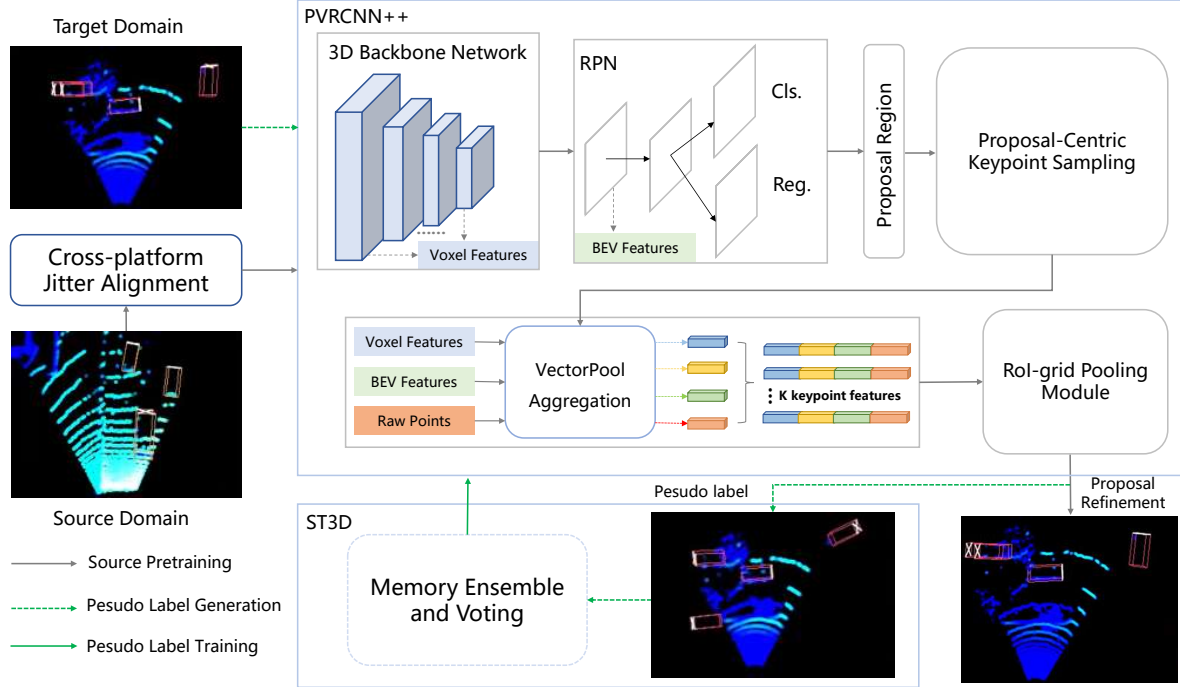 Target Domain
PVRCNN++
3D Backbone Network
Voxel Features
RPN
Cls.
Reg.
BEV Features
Proposal Region
Proposal-Centric
Keypoint Sampling
Cross-platform
Jitter Alignment
Source Domain
Voxel Features
BEV Features
Raw Points
VectorPool
Aggregation
K keypoint features
RoI-grid Pooling
Module
Pesudo label
Proposal
Refinement
ST3D
Memory Ensemble
and Voting
Source Pretraining
Pesudo Label Generation
Pesudo Label Training